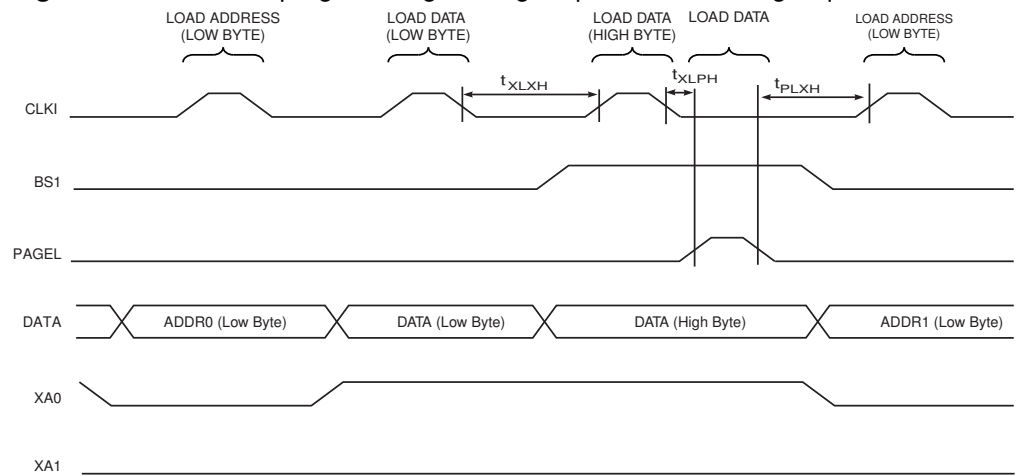 LOAD ADDRESS
(LOW BYTE)
LOAD DATA
(LOW BYTE)
LOAD DATA
(HIGH BYTE)
LOAD DATA
LOAD ADDRESS
(LOW BYTE)
tXLXH
tXLPH
tPLXH
CLKI
BS1
PAGEL
DATA
ADDR0 (Low Byte)
DATA (Low Byte)
DATA (High Byte)
ADDR1 (Low Byte)
XA0
XA1